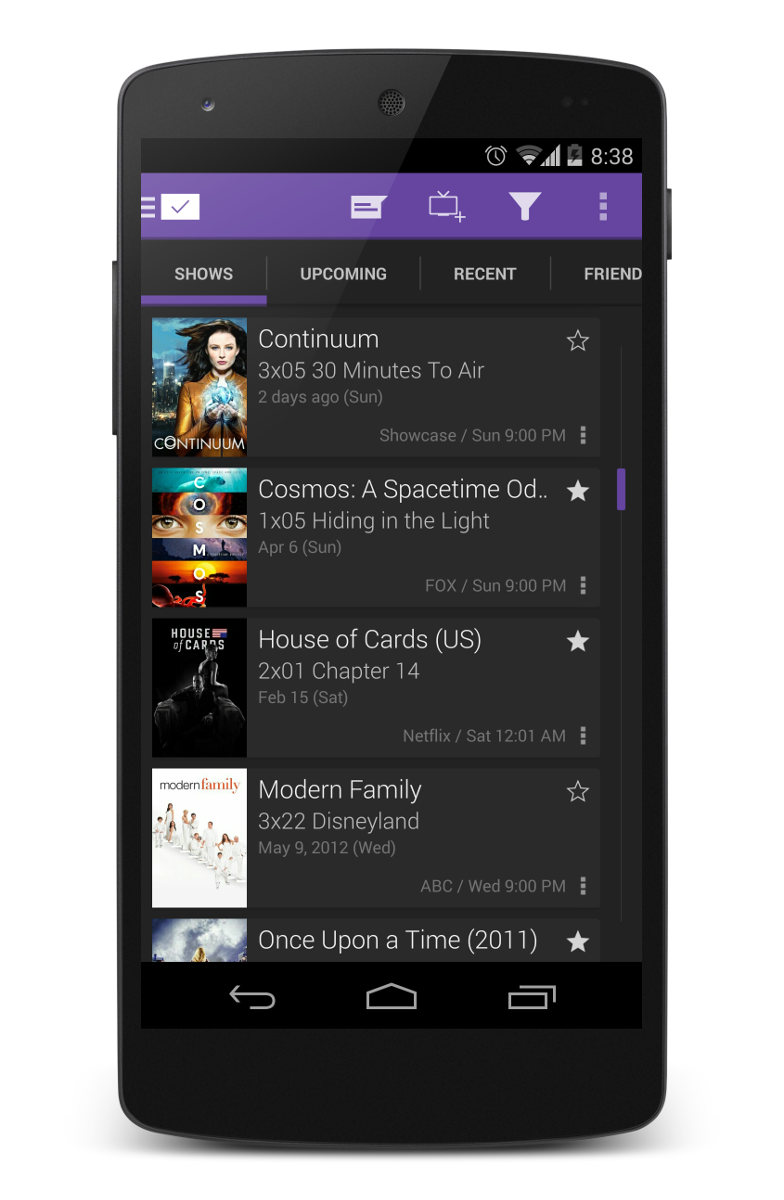 8:38
SHOWS
UPCOMING
RECENT
FRIEND
Continuum
3x05 30 Minutes To Air
2 days ago (Sun)
Showcase / Sun 9:00 PM
CONTINUUM
Cosmos: A Spacetime Od..
1x05 Hiding in the Light
Apr 6 (Sun)
FOX / Sun 9:00 PM
COSMOS
House of Cards (US)
2x01 Chapter 14
Feb 15 (Sat)
Netflix / Sat 12:01 AM
HOUSE
of CARDS
Modern Family
3x22 Disneyland
May 9, 2012 (Wed)
ABC / Wed 9:00 PM
modern family
Once Upon a Time (2011)